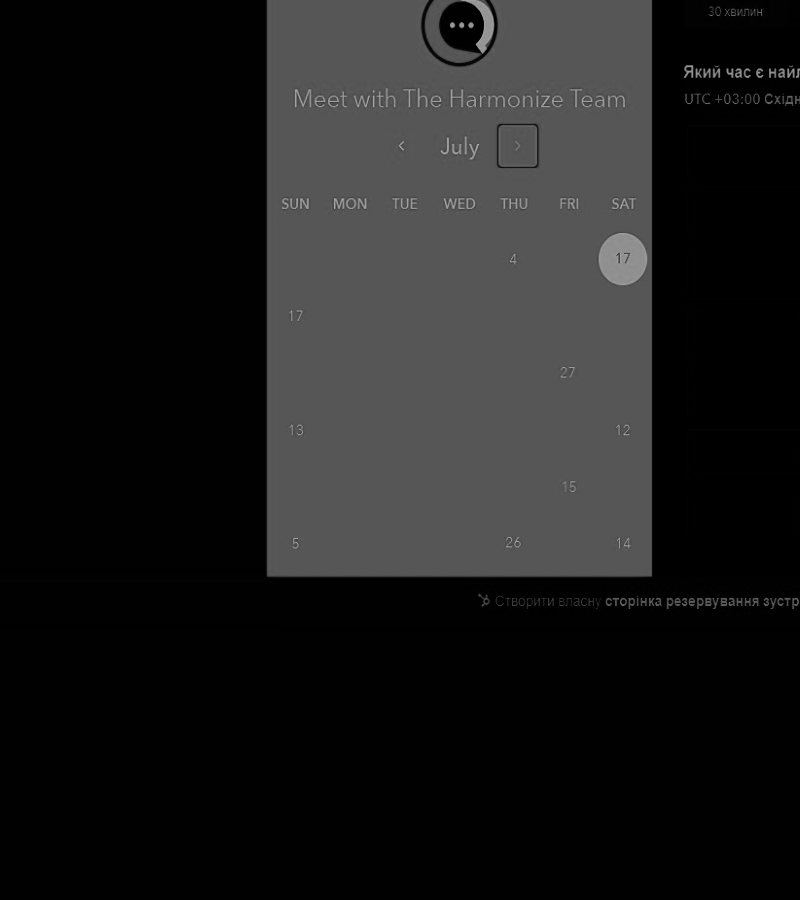 30 хвилин
Який час є най
UTC +03:00 Східн
Meet with The Harmonize Team
July
SUN MON TUE WED THU FRI SAT
4 17
17
27
13 12
15
5 26 14
Створити власну сторінка резервування зустр